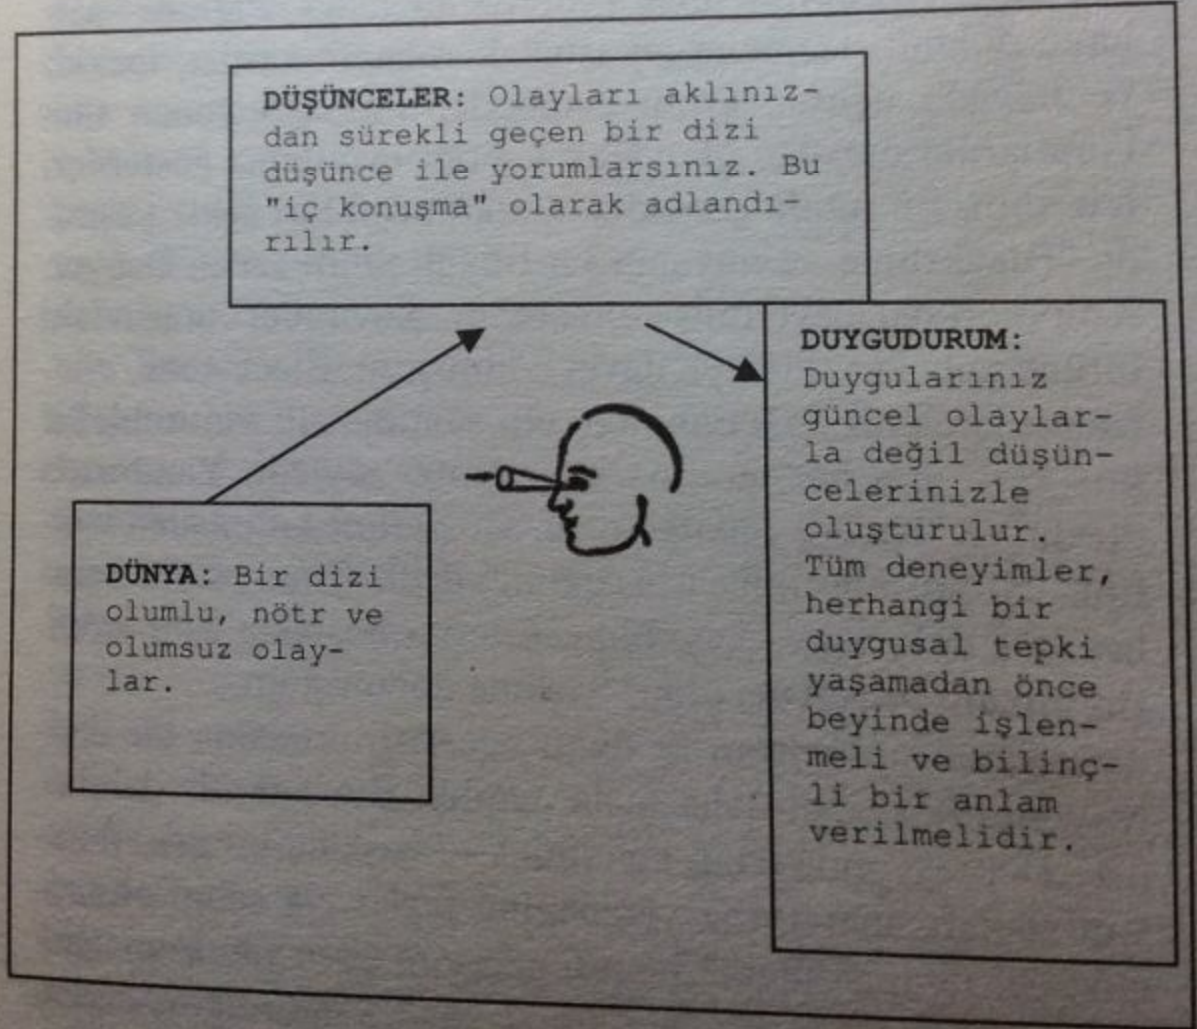 DÜŞÜNCELER: Olayları aklınız-
dan sürekli geçen bir dizi
düşünce ile yorumlarsınız. Bu
"iç konuşma" olarak adlandı-
rılır.
DUYGUDURUM:
Duygularınız
güncel olaylar-
la değil düşün-
celerinizle
oluşturulur.
Tüm deneyimler,
herhangi bir
duygusal tepki
yaşamadan önce
beyinde işlen-
meli ve bilinç-
li bir anlam
verilmelidir.
DÜNYA: Bir dizi
olumlu, nötr ve
olumsuz olay-
lar.